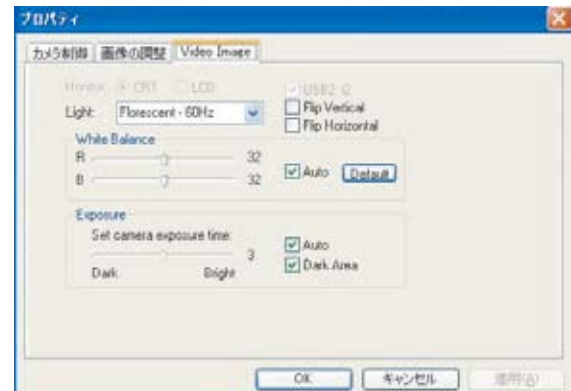 プロパティ
カメラ制御 画像の調整 Video Image
Monitor: CRT LCD
USB2.0
Light: Florescent - 60Hz
Flip Vertical
Flip Horizontal
White Balance
R 32
B 32
Auto Default
Exposure
Set camera exposure time:
3
Dark Bright
Auto
Dark Area
OK キャンセル 適用(A)